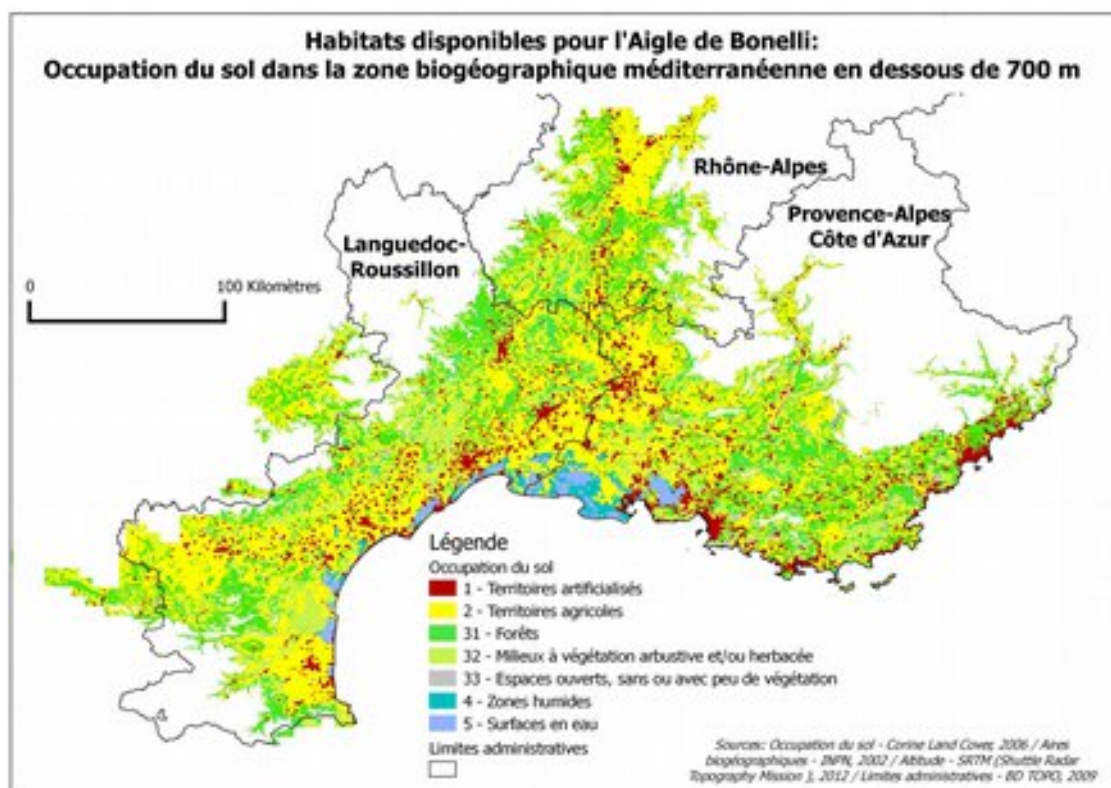 Habitats disponibles pour l'Aigle de Bonelli:
Occupation du sol dans la zone biogéographique méditerranéenne en dessous de 700 m
Rhône-Alpes
Provence-Alpes
Côte d'Azur
Languedoc-
Roussillon
0
100 Kilomètres
Légende
Occupation du sol
1 - Territoires artificialisés
2 - Territoires agricoles
31 - Forêts
32 - Milieux à végétation arbustive et/ou herbacée
33 - Espaces ouverts, sans ou avec peu de végétation
4 - Zones humides
5 - Surfaces en eau
Limites administratives
Sources: Occupation du sol - Corine Land Cover, 2006 / Aires
biogéographiques - INPN, 2002 / Altitude - SRTM (Shuttle Radar
Topography Mission ), 2012 / Limites administratives - BD TOPO, 2009